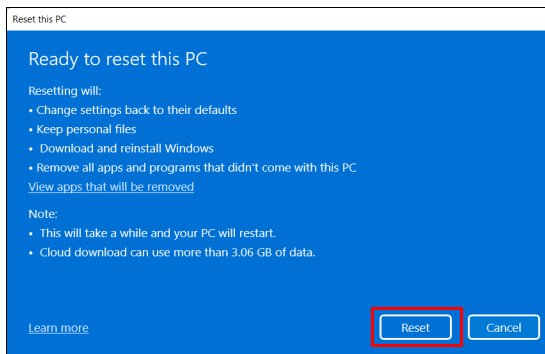 Reset this PC
Ready to reset this PC
Resetting will:
• Change settings back to their defaults
• Keep personal files
• Download and reinstall Windows
• Remove all apps and programs that didn't come with this PC
View apps that will be removed
Note:
• This will take a while and your PC will restart.
• Cloud download can use more than 3.06 GB of data.
Learn more
Reset
Cancel